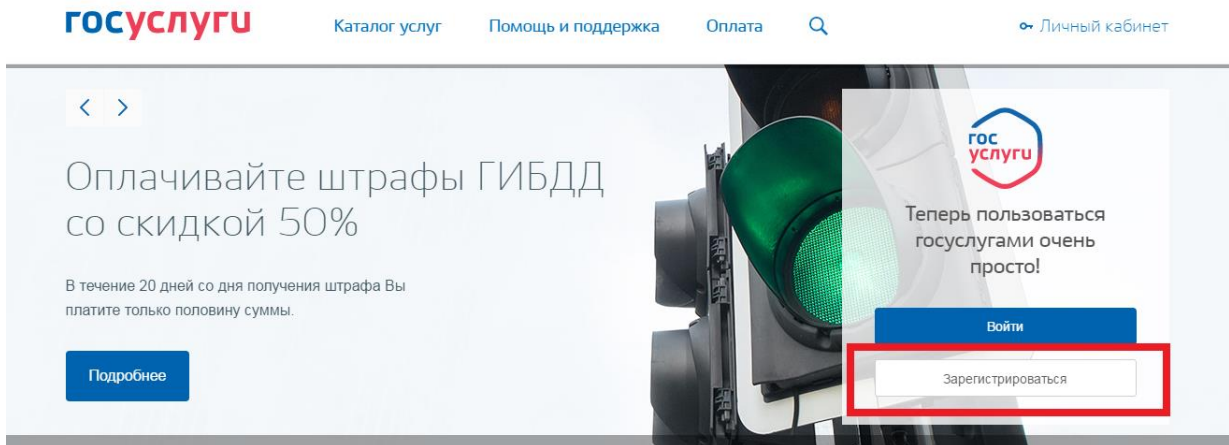 госуслуги
Каталог услуг
Помощь и поддержка
Оплата
Личный кабинет
Оплачивайте штрафы ГИБДД
со скидкой 50%
В течение 20 дней со дня получения штрафа Вы
платите только половину суммы.
Подробнее
гос
услуги
Теперь пользоваться
госуслугами очень
просто!
Войти
Зарегистрироваться